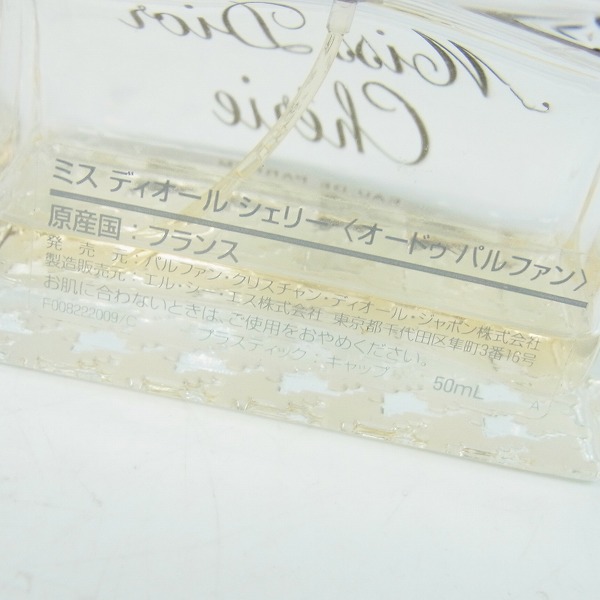 Miss Dior
Chérie
EAU DE PARFUM
ミス ディオール シェリー〈オードゥ パルファン〉
原産国：フランス
発 売 元：パルファン・クリスチャン・ディオール・ジャポン株式会社
製造販売元：エル・シー・エス株式会社 東京都千代田区隼町3番16号
お肌に合わないときは、ご使用をおやめください。
F008222009/C プラスティック・キャップ 50mL A